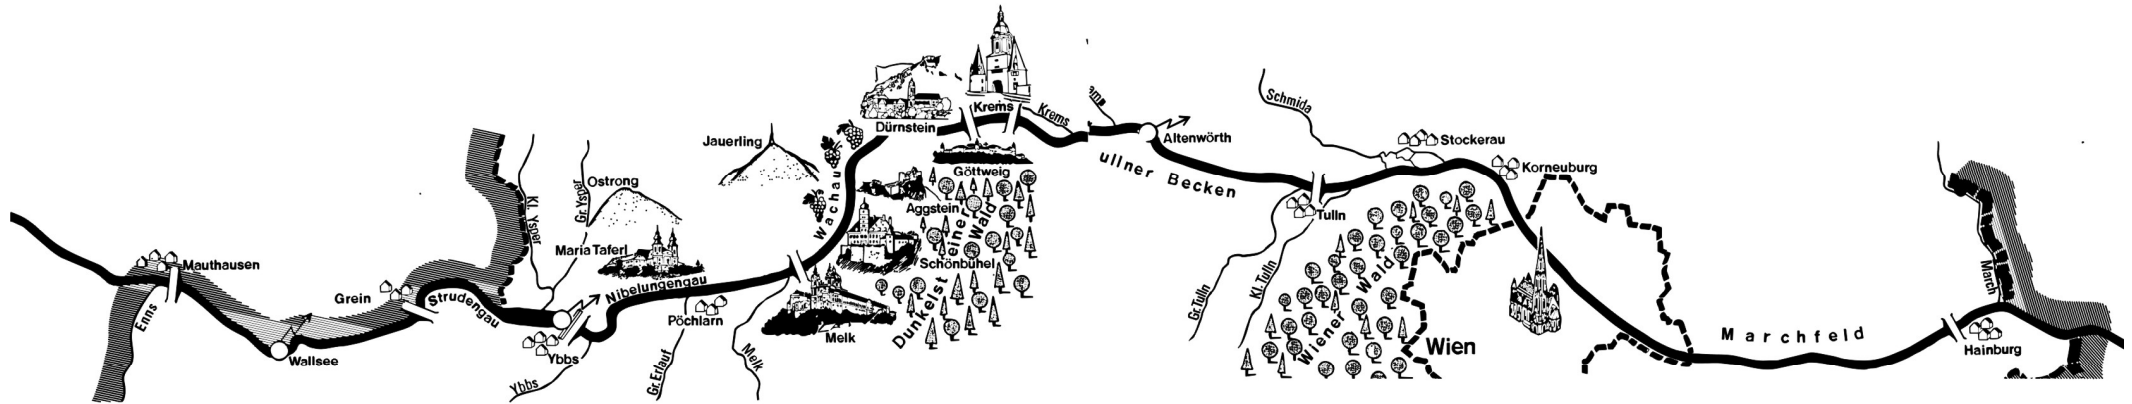 Mauthausen
Enns
Wallsee
Grein
Strudengau
Kl. Ysper
Gr. Ysper
Ostrong
Maria Taferl
Nibelungengau
Ybbs
Ybbs
Pöchlarn
Gr. Erlauf
Melk
Melk
Jauerling
Wachau
Dürnstein
Krems
Krems
Göttweig
Aggstein
Schönbühel
Dunkelsteiner
Wald
Altenwörth
ullner Becken
Schmida
Stockerau
Korneuburg
Tulln
Gr. Tulln
Kl. Tulln
Wiener Wald
Wien
Marchfeld
March
Hainburg